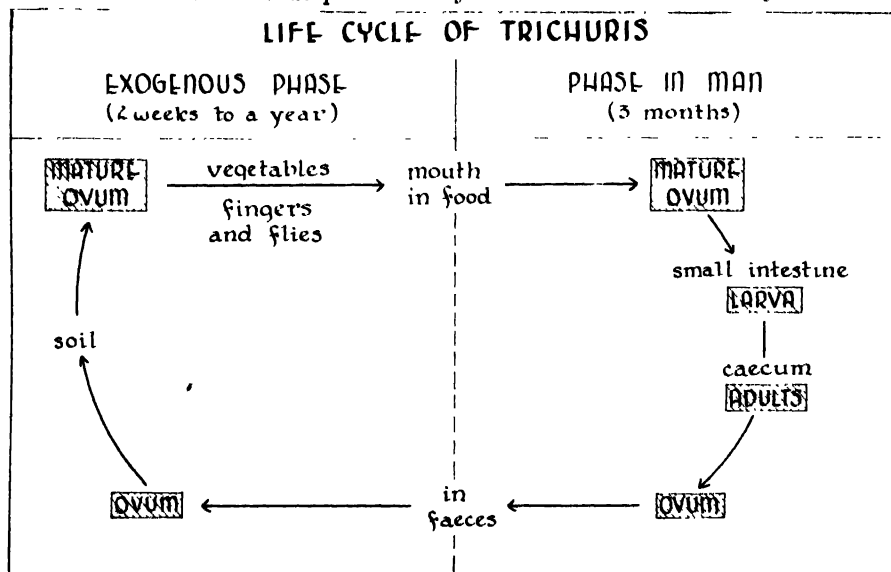 LIFE CYCLE OF TRICHURIS
EXOGENOUS PHASE
(2 weeks to a year)
PHASE IN MAN
(3 months)
MATURE
OVUM
vegetables
fingers
and flies
mouth
in food
MATURE
OVUM
small intestine
LARVA
soil
caecum
ADULTS
OVUM
in
faeces
OVUM